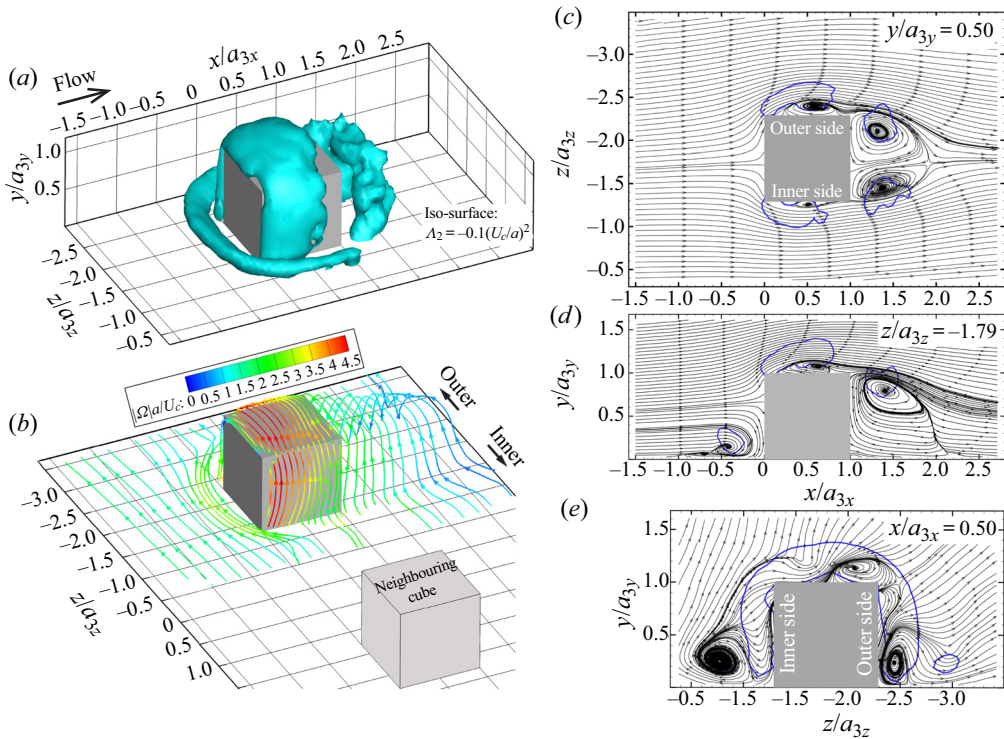 (a)
Flow
x/a3x
−1.5 −1.0 −0.5 0 0.5 1.0 1.5 2.0 2.5
y/a3y
1.0
0.5
−2.5
−2.0
−1.5
−1.0
−0.5
z/a3z
Iso-surface:
Λ2 = −0.1(Uc/a)2
(b)
|Ω|a/Uc: 0 0.5 1 1.5 2 2.5 3 3.5 4 4.5
Outer
Inner
−3.0
−2.5
−2.0
−1.5
−1.0
−0.5
0
0.5
1.0
z/a3z
Neighbouring
cube
(c)
y/a3y = 0.50
−3.0
−2.5
−2.0
−1.5
−1.0
−0.5
z/a3z
Outer side
Inner side
−1.5 −1.0 −0.5 0 0.5 1.0 1.5 2.0 2.5
(d)
z/a3z = −1.79
1.0
0.5
y/a3y
−1.5 −1.0 −0.5 0 0.5 1.0 1.5 2.0 2.5
x/a3x
(e)
x/a3x = 0.50
1.5
1.0
0.5
y/a3y
Inner side
Outer side
−0.5 −1.0 −1.5 −2.0 −2.5 −3.0
z/a3z